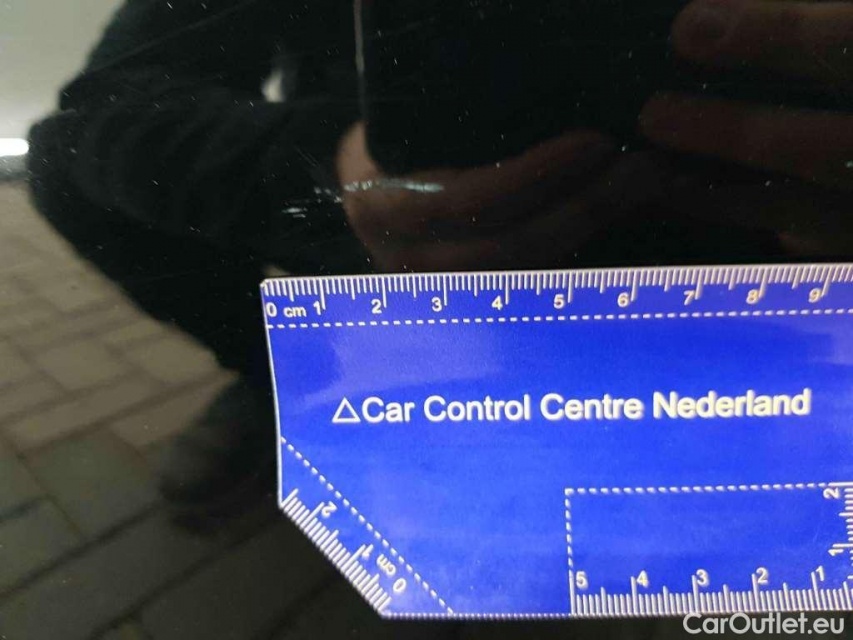 0 cm 1 2 3 4 5 6 7 8 9
△Car Control Centre Nederland
2 1 0 cm
2
1
5 4 3 2 1
CarOutlet.eu